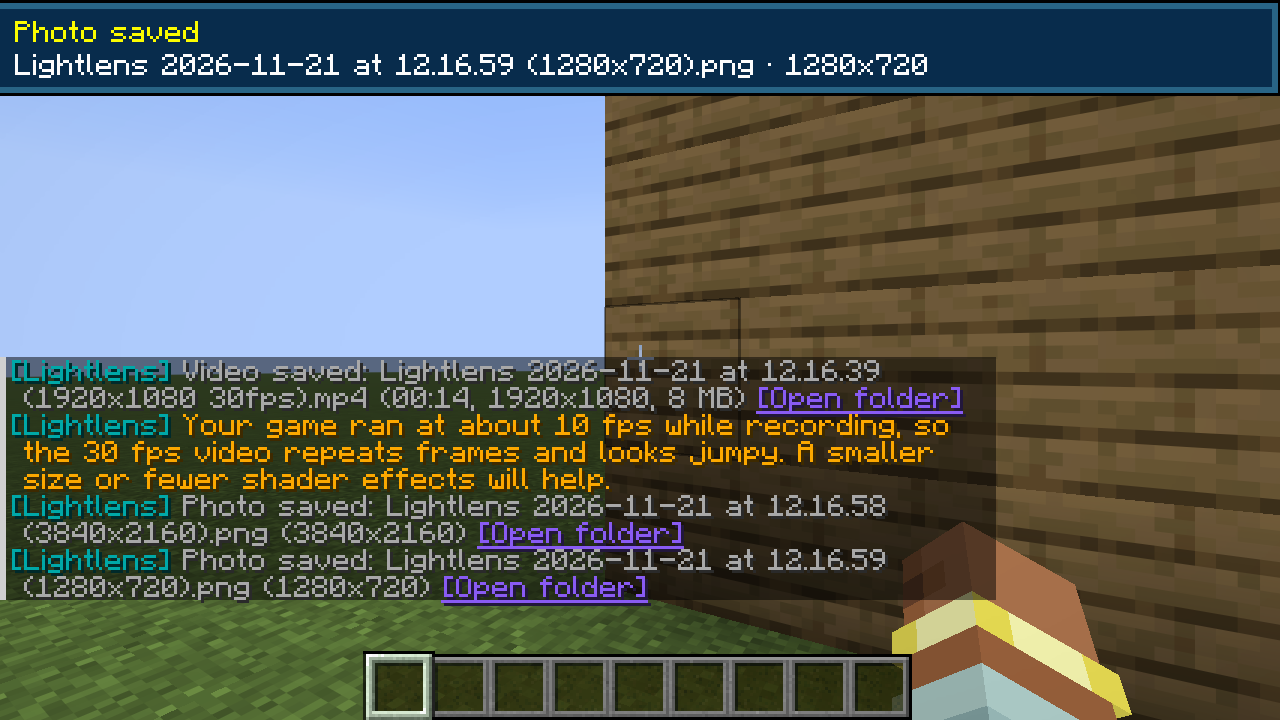 Photo saved
Lightlens 2026-11-21 at 12.16.59 (1280x720).png · 1280x720
[Lightlens] Video saved: Lightlens 2026-11-21 at 12.16.39
(1920x1080 30fps).mp4 (00:14, 1920x1080, 8 MB) [Open folder]
[Lightlens] Your game ran at about 10 fps while recording, so
the 30 fps video repeats frames and looks jumpy. A smaller
size or fewer shader effects will help.
[Lightlens] Photo saved: Lightlens 2026-11-21 at 12.16.58
(3840x2160).png (3840x2160) [Open folder]
[Lightlens] Photo saved: Lightlens 2026-11-21 at 12.16.59
(1280x720).png (1280x720) [Open folder]